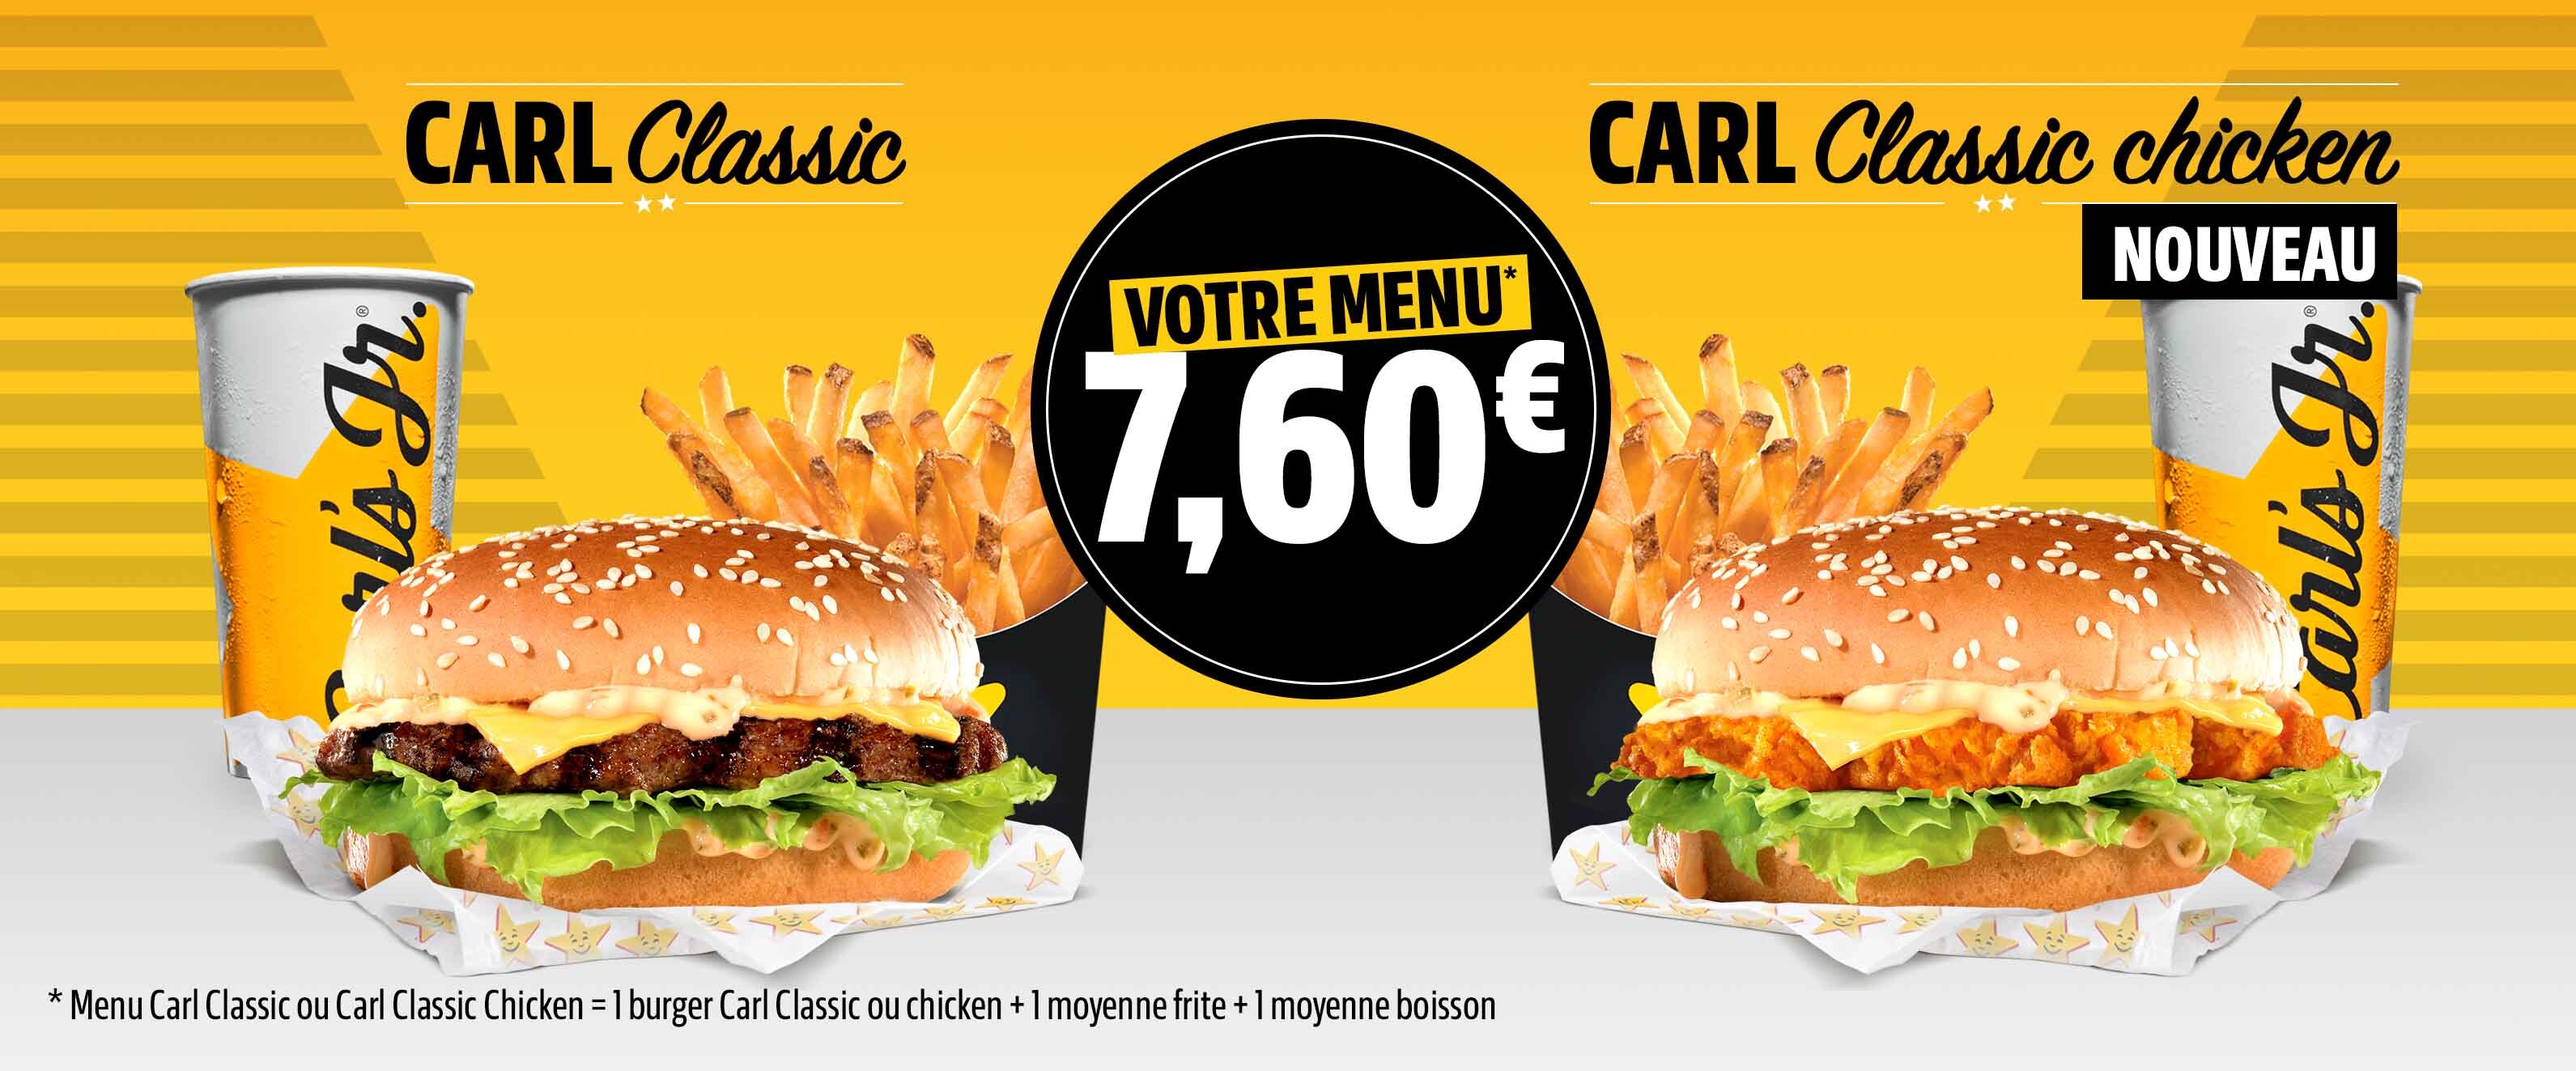 CARL Classic
CARL Classic chicken
NOUVEAU
VOTRE MENU*
7,60€
Carl's Jr.®
Carl's Jr.®
* Menu Carl Classic ou Carl Classic Chicken = 1 burger Carl Classic ou chicken + 1 moyenne frite + 1 moyenne boisson